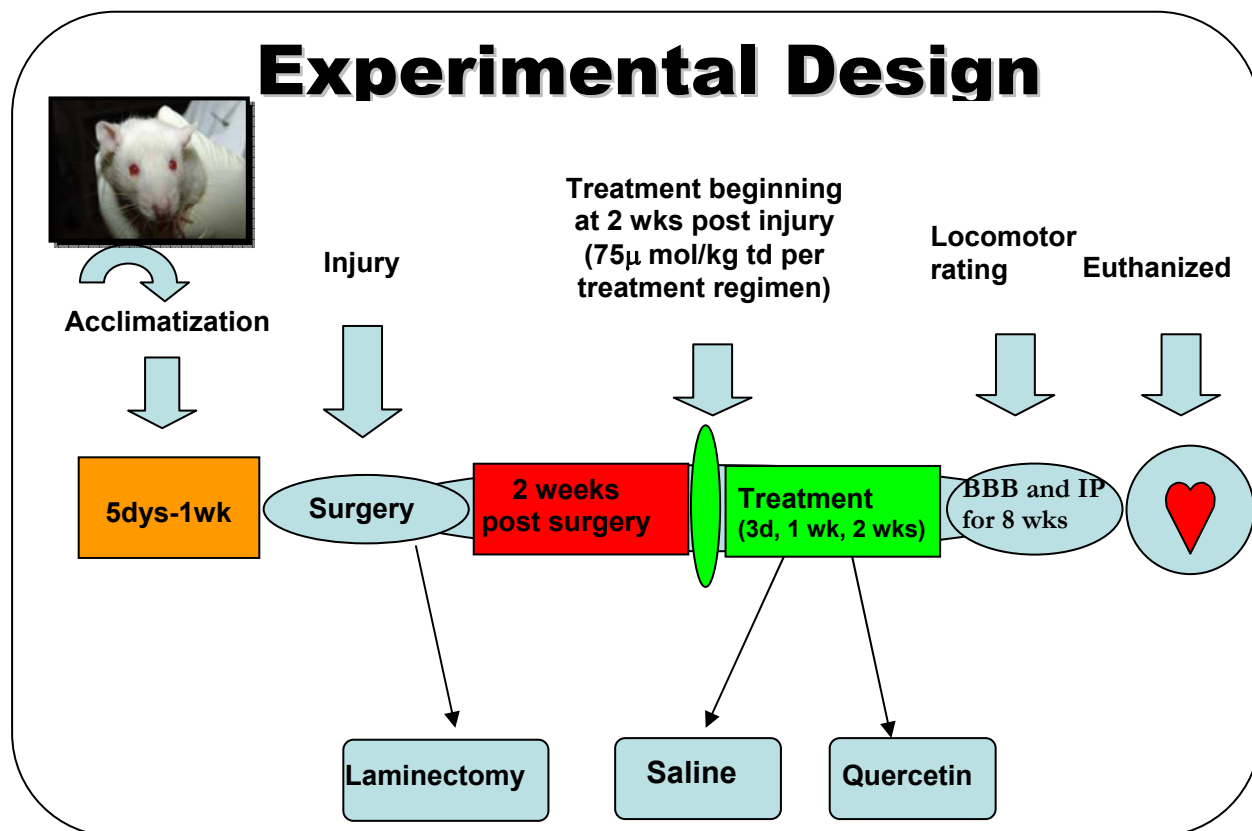 Experimental Design
Treatment beginning
at 2 wks post injury
(75μ mol/kg td per
treatment regimen)
Injury
Locomotor
rating
Euthanized
Acclimatization
5dys-1wk
Surgery
2 weeks
post surgery
Treatment
(3d, 1 wk, 2 wks)
BBB and IP
for 8 wks
Laminectomy
Saline
Quercetin